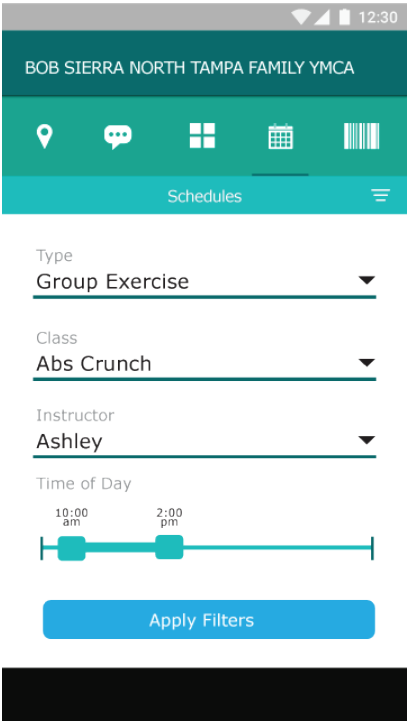 12:30
BOB SIERRA NORTH TAMPA FAMILY YMCA
Schedules
Type
Group Exercise
Class
Abs Crunch
Instructor
Ashley
Time of Day
10:00 2:00
am pm
Apply Filters